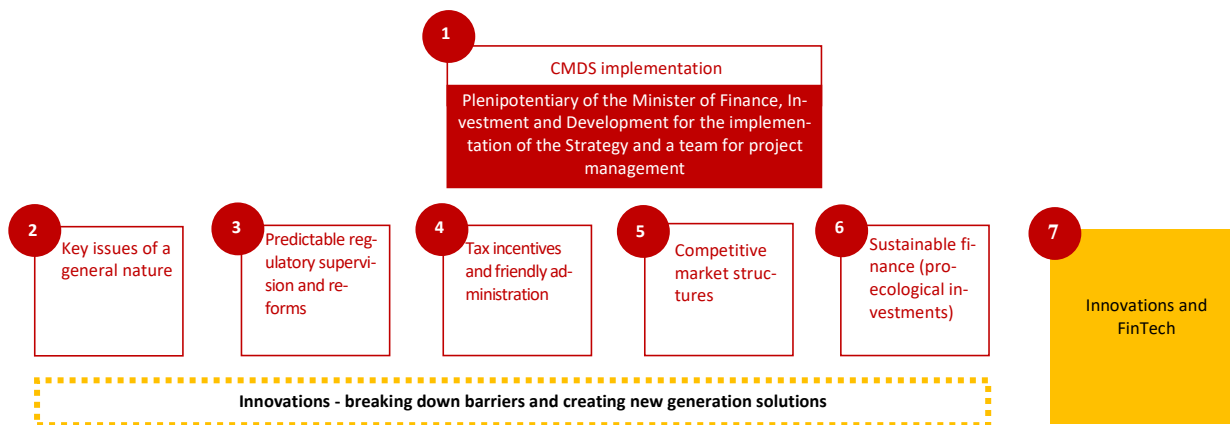 1
CMDS implementation
Plenipotentiary of the Minister of Finance, In-
vestment and Development for the implemen-
tation of the Strategy and a team for project
management
2
Key issues of a
general nature
3
Predictable reg-
ulatory supervi-
sion and re-
forms
4
Tax incentives
and friendly ad-
ministration
5
Competitive
market struc-
tures
6
Sustainable fi-
nance (pro-
ecological in-
vestments)
7
Innovations and
FinTech
Innovations - breaking down barriers and creating new generation solutions